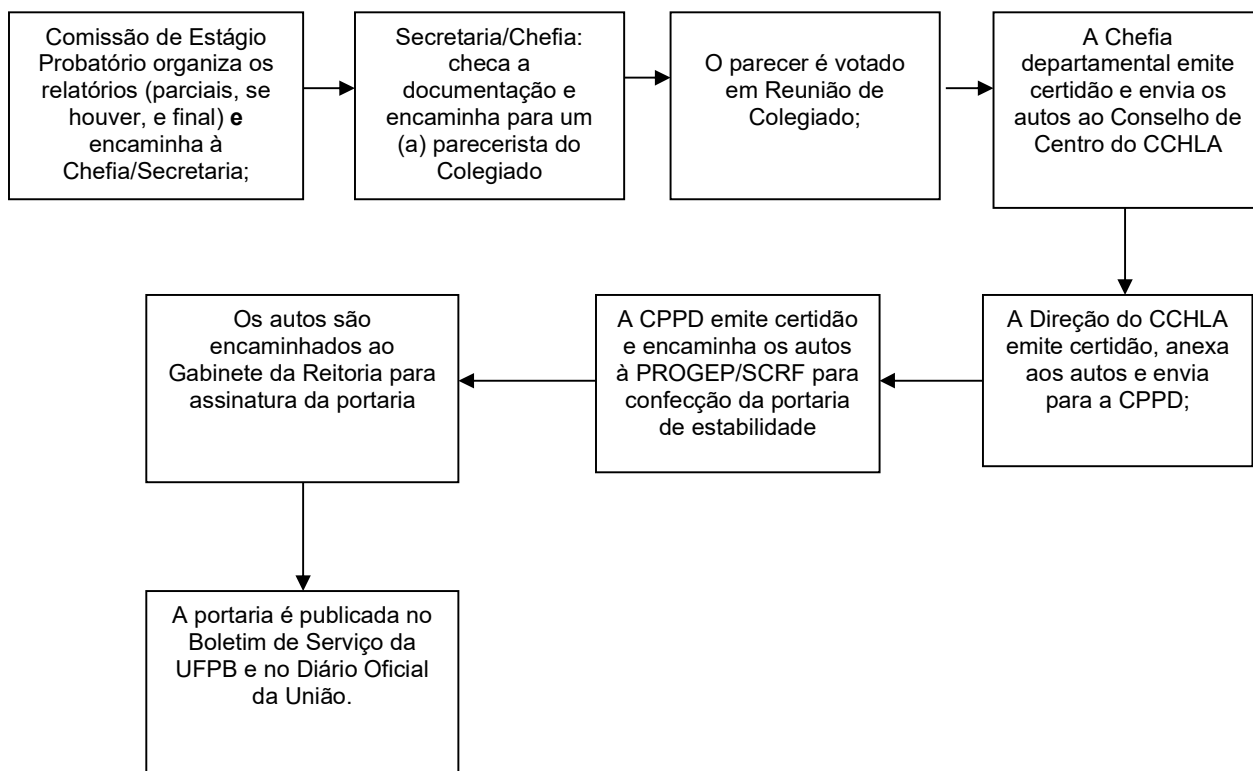 Comissão de Estágio
Probatório organiza os
relatórios (parciais, se
houver, e final) e
encaminha à
Chefia/Secretaria;
Secretaria/Chefia:
checa a
documentação e
encaminha para um
(a) parecerista do
Colegiado
O parecer é votado
em Reunião de
Colegiado;
A Chefia
departamental emite
certidão e envia os
autos ao Conselho de
Centro do CCHLA
A Direção do CCHLA
emite certidão, anexa
aos autos e envia
para a CPPD;
A CPPD emite certidão
e encaminha os autos
à PROGEP/SCRF para
confecção da portaria
de estabilidade
Os autos são
encaminhados ao
Gabinete da Reitoria para
assinatura da portaria
A portaria é publicada no
Boletim de Serviço da
UFPB e no Diário Oficial
da União.